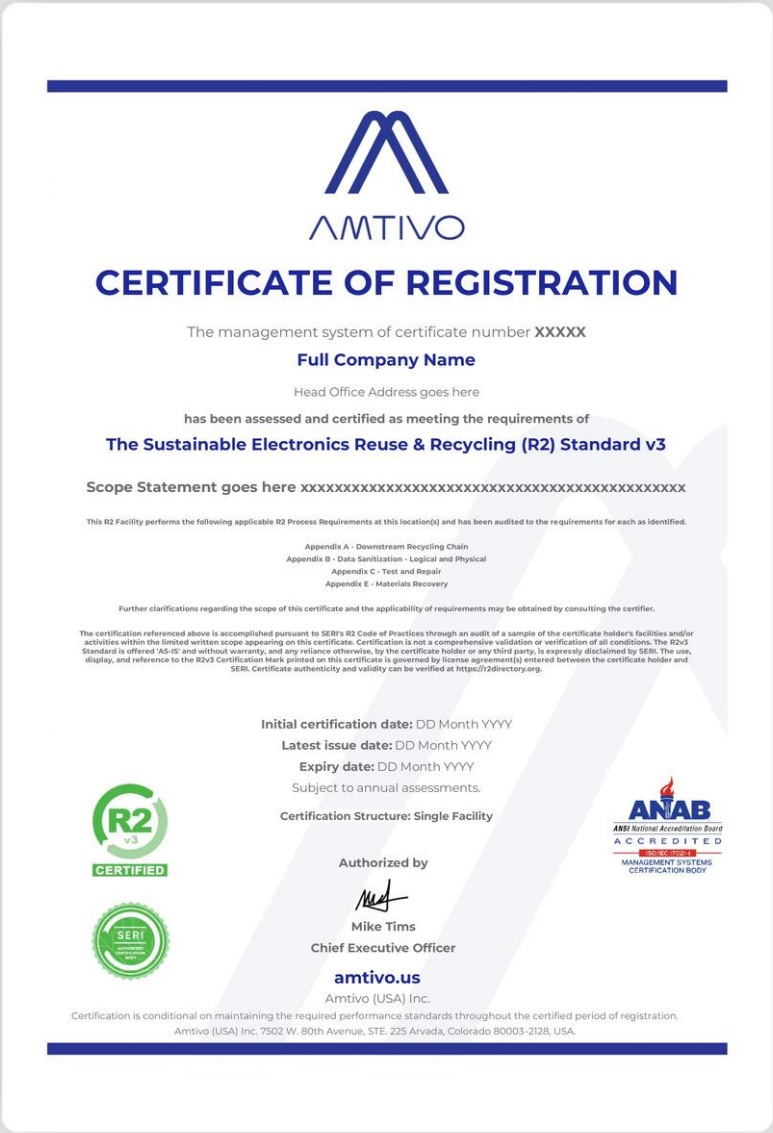 AMTIVO
CERTIFICATE OF REGISTRATION
The management system of certificate number XXXXX
Full Company Name
Head Office Address goes here
has been assessed and certified as meeting the requirements of
The Sustainable Electronics Reuse & Recycling (R2) Standard v3
Scope Statement goes here xxxxxxxxxxxxxxxxxxxxxxxxxxxxxxxxxxxxxxxxxxxxxx
This R2 Facility performs the following applicable R2 Process Requirements at this location(s) and has been audited to the requirements for each as identified.
Appendix A - Downstream Recycling Chain
Appendix B - Data Sanitization - Logical and Physical
Appendix C - Test and Repair
Appendix E - Materials Recovery
Further clarifications regarding the scope of this certificate and the applicability of requirements may be obtained by consulting the certifier.
The certification referenced above is accomplished pursuant to SERI's R2 Code of Practices through an audit of a sample of the certificate holder's facilities and/or
activities within the limited written scope appearing on this certificate. Certification is not a comprehensive validation or verification of all conditions. The R2v3
Standard is offered 'AS-IS' and without warranty, and any reliance otherwise, by the certificate holder or any third party, is expressly disclaimed by SERI. The use,
display, and reference to the R2v3 Certification Mark printed on this certificate is governed by license agreement(s) entered between the certificate holder and
SERI. Certificate authenticity and validity can be verified at https://r2directory.org.
Initial certification date: DD Month YYYY
Latest issue date: DD Month YYYY
Expiry date: DD Month YYYY
Subject to annual assessments.
Certification Structure: Single Facility
R2
v3
CERTIFIED
ANAB
ANSI National Accreditation Board
ACCREDITED
ISO/IEC 17021-1
MANAGEMENT SYSTEMS
CERTIFICATION BODY
Authorized by
SERI
AUTHORIZED
CERTIFICATION
BODY
Mike Tims
Chief Executive Officer
amtivo.us
Amtivo (USA) Inc.
Certification is conditional on maintaining the required performance standards throughout the certified period of registration.
Amtivo (USA) Inc. 7502 W. 80th Avenue, STE. 225 Arvada, Colorado 80003-2128, USA.